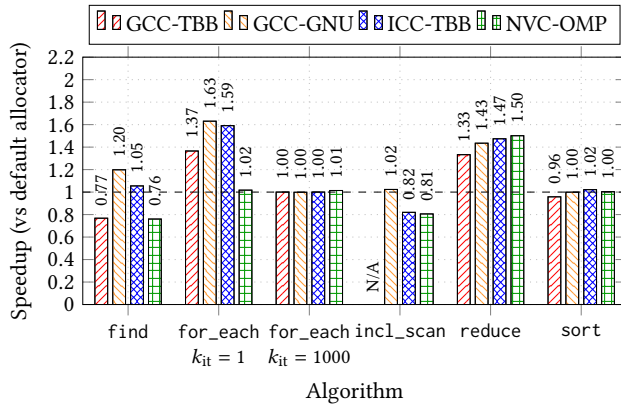 GCC-TBB GCC-GNU ICC-TBB NVC-OMP
Speedup (vs default allocator)
2.2
2
1.8
1.6
1.4
1.2
1
0.8
0.6
0.4
0.2
0
0.77 1.20 1.05 0.76
1.37 1.63 1.59 1.02
1.00 1.00 1.00 1.01
N/A 1.02 0.82 0.81
1.33 1.43 1.47 1.50
0.96 1.00 1.02 1.00
find for_each for_each incl_scan reduce sort
k_it = 1 k_it = 1000
Algorithm